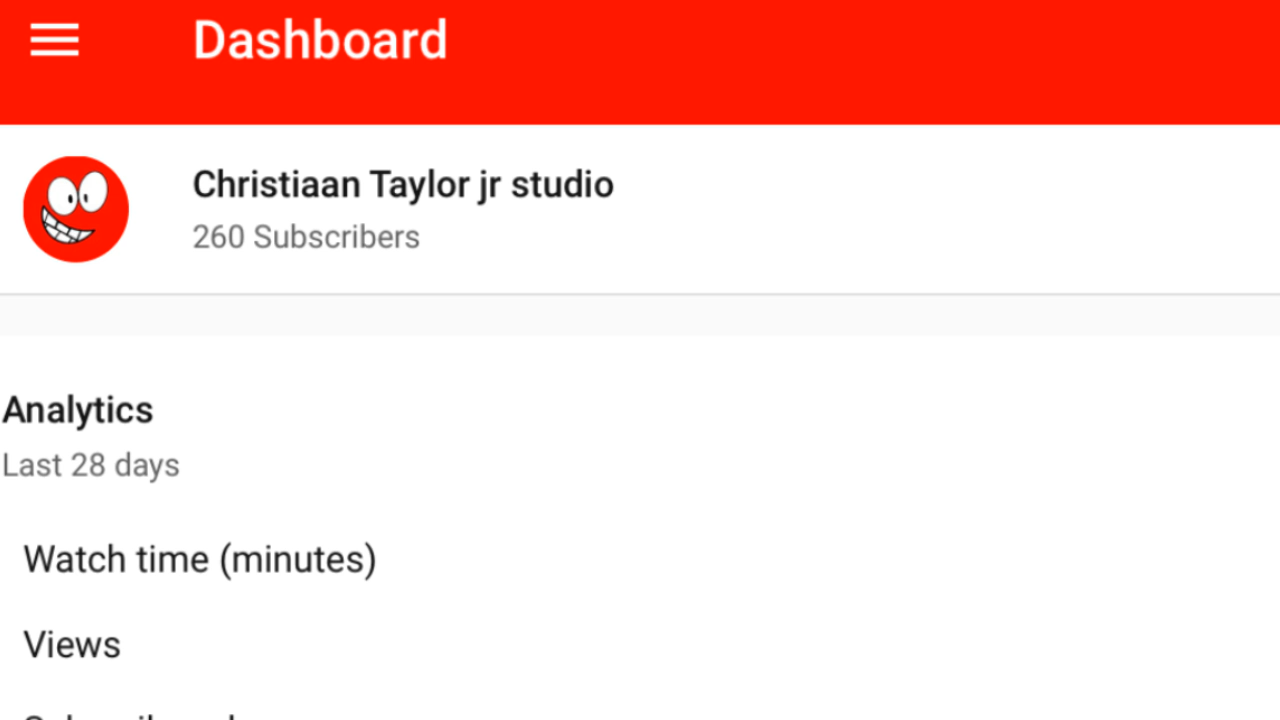 Dashboard
Christiaan Taylor jr studio
260 Subscribers
Analytics
Last 28 days
Watch time (minutes)
Views